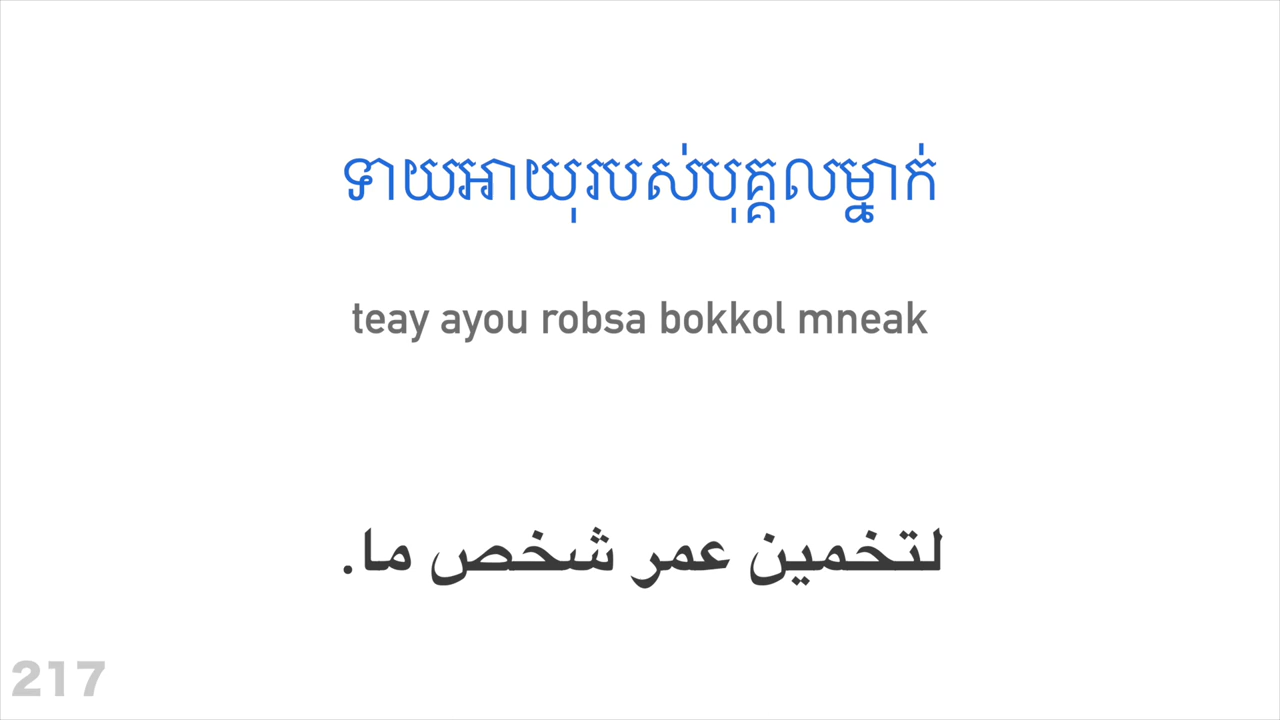 ទាយអាយុរបស់បុគ្គលម្នាក់
teay ayou robsa bokkol mneak
لتخمين عمر شخص ما.
217